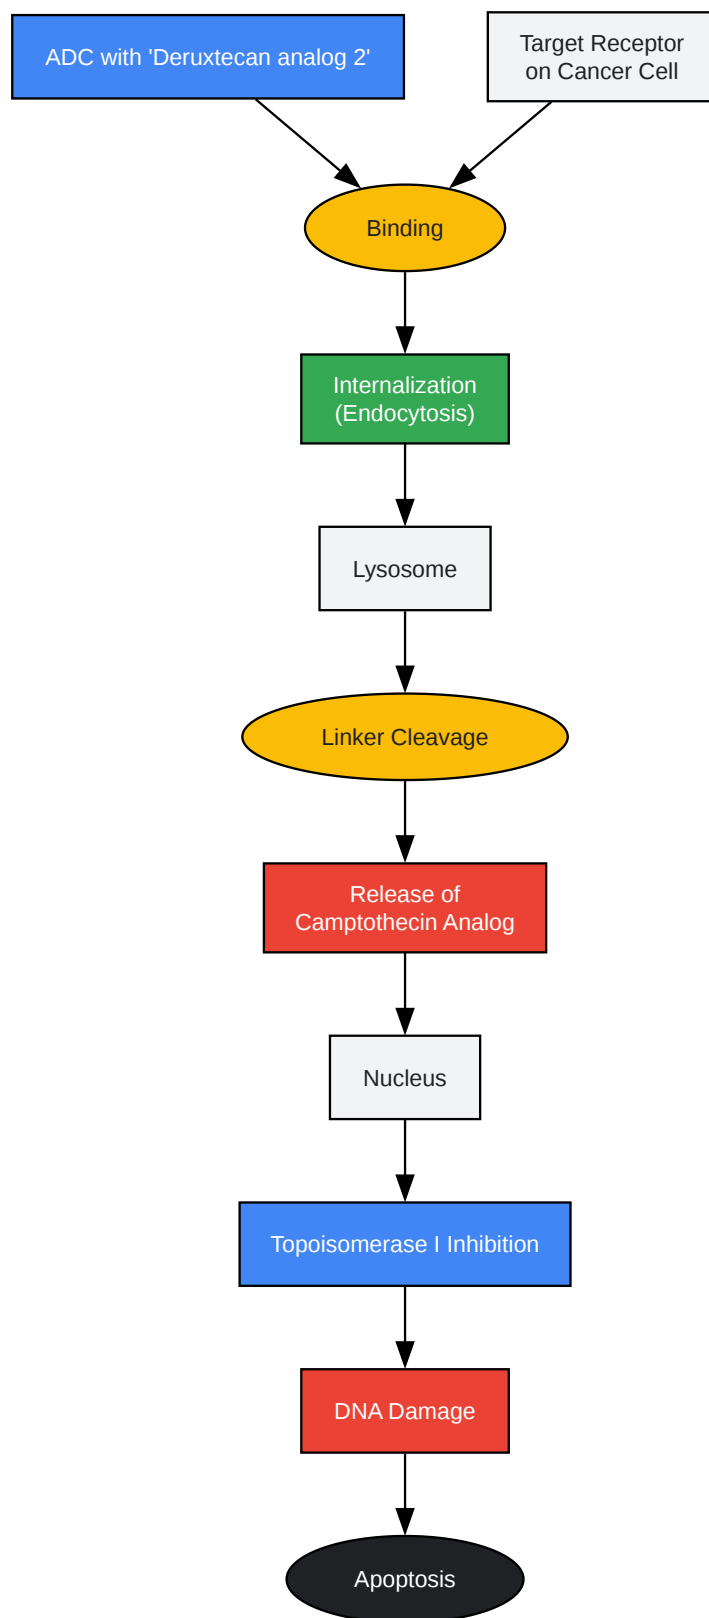 ADC with 'Deruxtecan analog 2'
Target Receptor
on Cancer Cell
Binding
Internalization
(Endocytosis)
Lysosome
Linker Cleavage
Release of
Camptothecin Analog
Nucleus
Topoisomerase I Inhibition
DNA Damage
Apoptosis